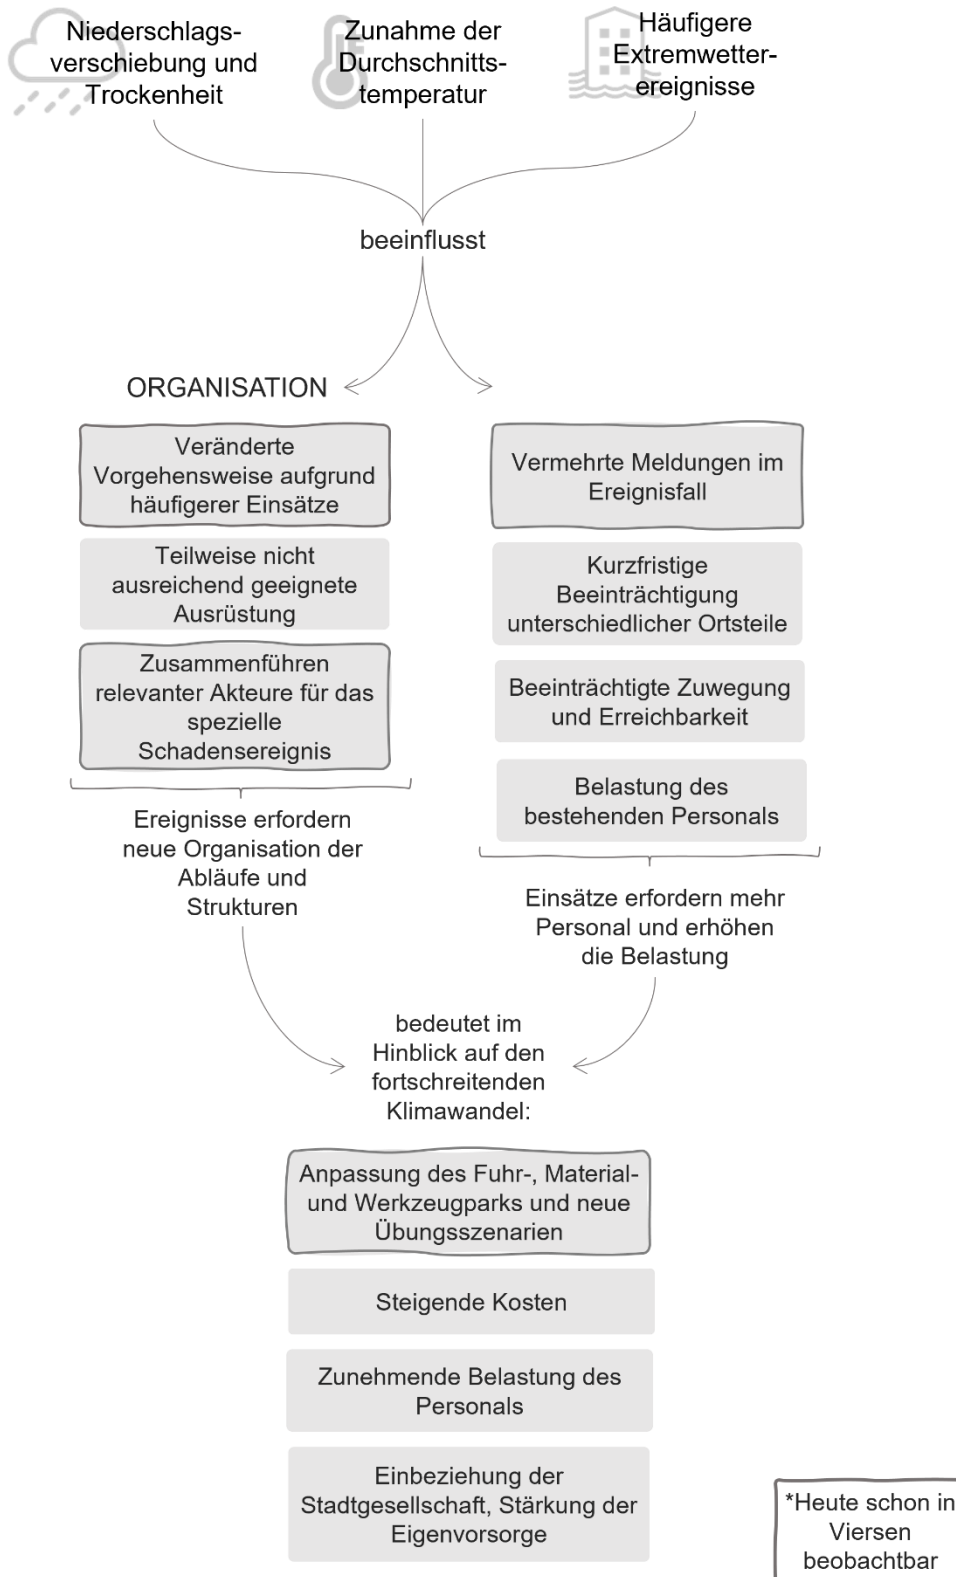 Niederschlags-
verschiebung und
Trockenheit
Zunahme der
Durchschnitts-
temperatur
Häufigere
Extremwetter-
ereignisse
beeinflusst
ORGANISATION
Veränderte
Vorgehensweise aufgrund
häufigerer Einsätze
Teilweise nicht
ausreichend geeignete
Ausrüstung
Zusammenführen
relevanter Akteure für das
spezielle
Schadensereignis
Ereignisse erfordern
neue Organisation der
Abläufe und
Strukturen
Vermehrte Meldungen im
Ereignisfall
Kurzfristige
Beeinträchtigung
unterschiedlicher Ortsteile
Beeinträchtigte Zuwegung
und Erreichbarkeit
Belastung des
bestehenden Personals
Einsätze erfordern mehr
Personal und erhöhen
die Belastung
bedeutet im
Hinblick auf den
fortschreitenden
Klimawandel:
Anpassung des Fuhr-, Material-
und Werkzeugparks und neue
Übungsszenarien
Steigende Kosten
Zunehmende Belastung des
Personals
Einbeziehung der
Stadtgesellschaft, Stärkung der
Eigenvorsorge
*Heute schon in
Viersen
beobachtbar